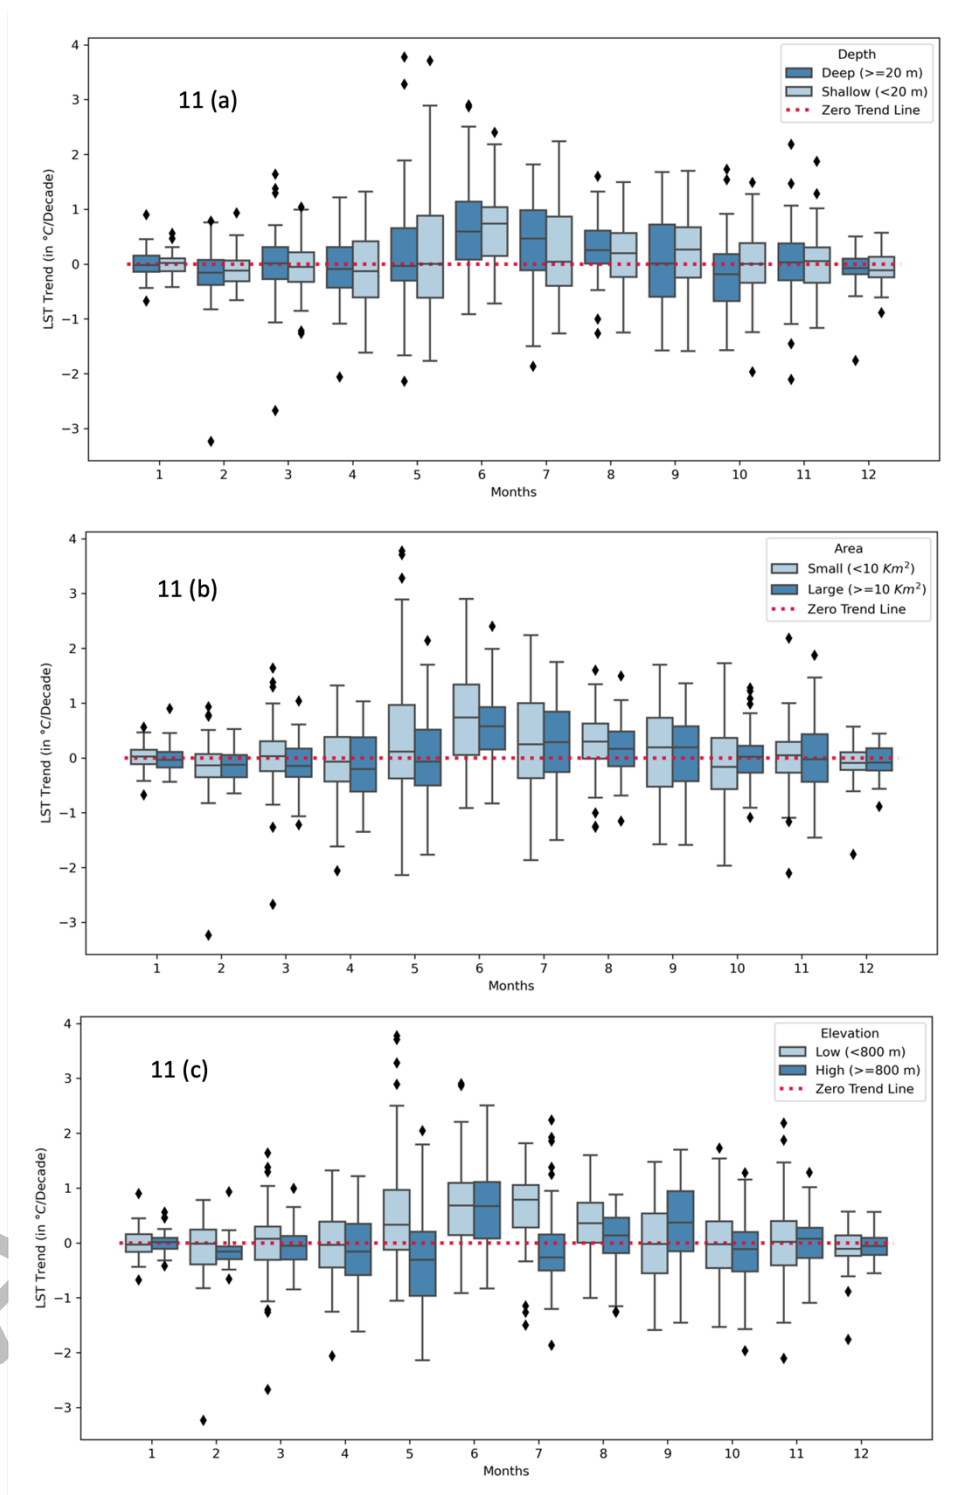 11 (a)
Depth
Deep (>=20 m)
Shallow (<20 m)
Zero Trend Line
LST Trend (in °C/Decade)
4
3
2
1
0
−1
−2
−3
1 2 3 4 5 6 7 8 9 10 11 12
Months
11 (b)
Area
Small (<10 Km²)
Large (>=10 Km²)
Zero Trend Line
LST Trend (in °C/Decade)
4
3
2
1
0
−1
−2
−3
1 2 3 4 5 6 7 8 9 10 11 12
Months
11 (c)
Elevation
Low (<800 m)
High (>=800 m)
Zero Trend Line
LST Trend (in °C/Decade)
4
3
2
1
0
−1
−2
−3
1 2 3 4 5 6 7 8 9 10 11 12
Months